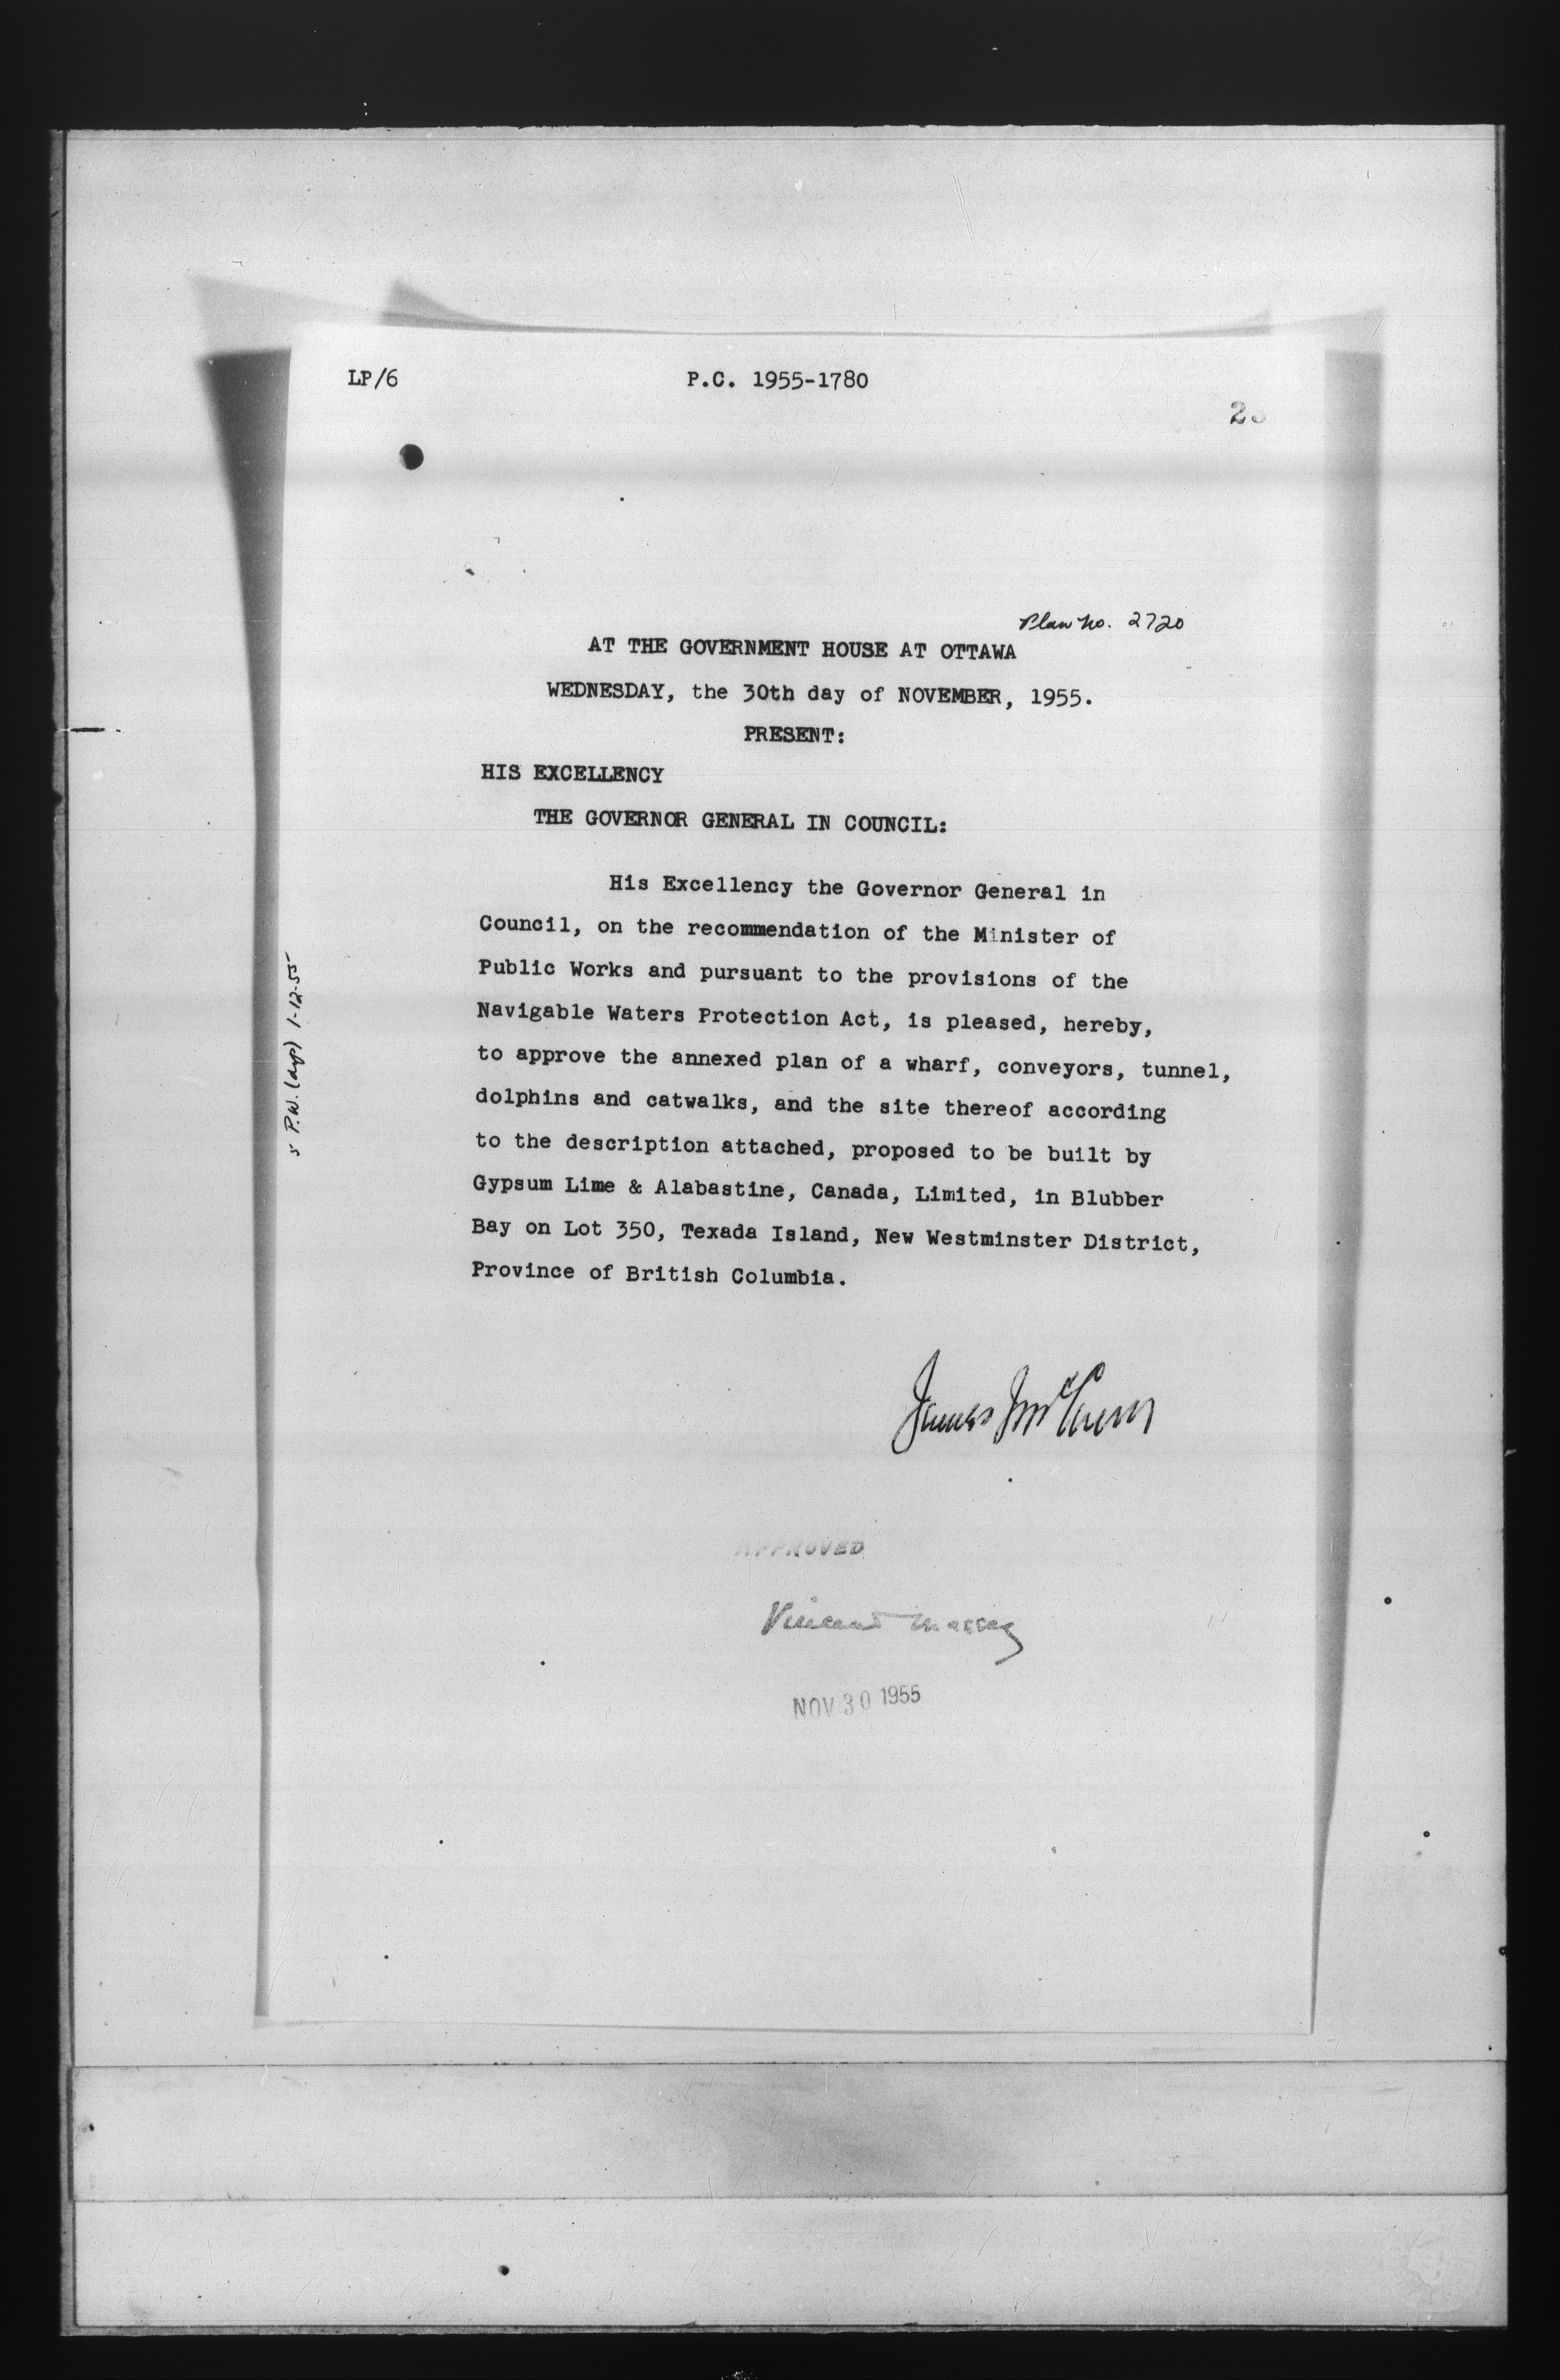 LP/6
P.C. 1955-1780
Plan No. 2720
AT THE GOVERNMENT HOUSE AT OTTAWA
WEDNESDAY, the 30th day of NOVEMBER, 1955.
PRESENT:
HIS EXCELLENCY
THE GOVERNOR GENERAL IN COUNCIL:
His Excellency the Governor General in
Council, on the recommendation of the Minister of
Public Works and pursuant to the provisions of the
Navigable Waters Protection Act, is pleased, hereby,
to approve the annexed plan of a wharf, conveyors, tunnel,
dolphins and catwalks, and the site thereof according
to the description attached, proposed to be built by
Gypsum Lime & Alabastine, Canada, Limited, in Blubber
Bay on Lot 350, Texada Island, New Westminster District,
Province of British Columbia.
5 P.W. 1-12-55
James
APPROVED
Vincent Massey
NOV 30 1955